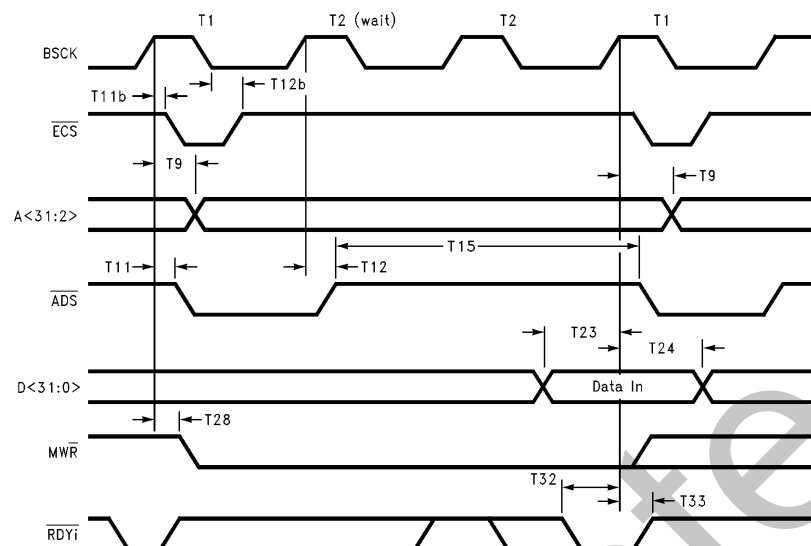 T1 T2 (wait) T2 T1
BSCK
T11b T12b
ECS
T9 T9
A<31:2>
T15
T11 T12
ADS
T23 T24
D<31:0> Data In
T28
MWR
T32 T33
RDYi